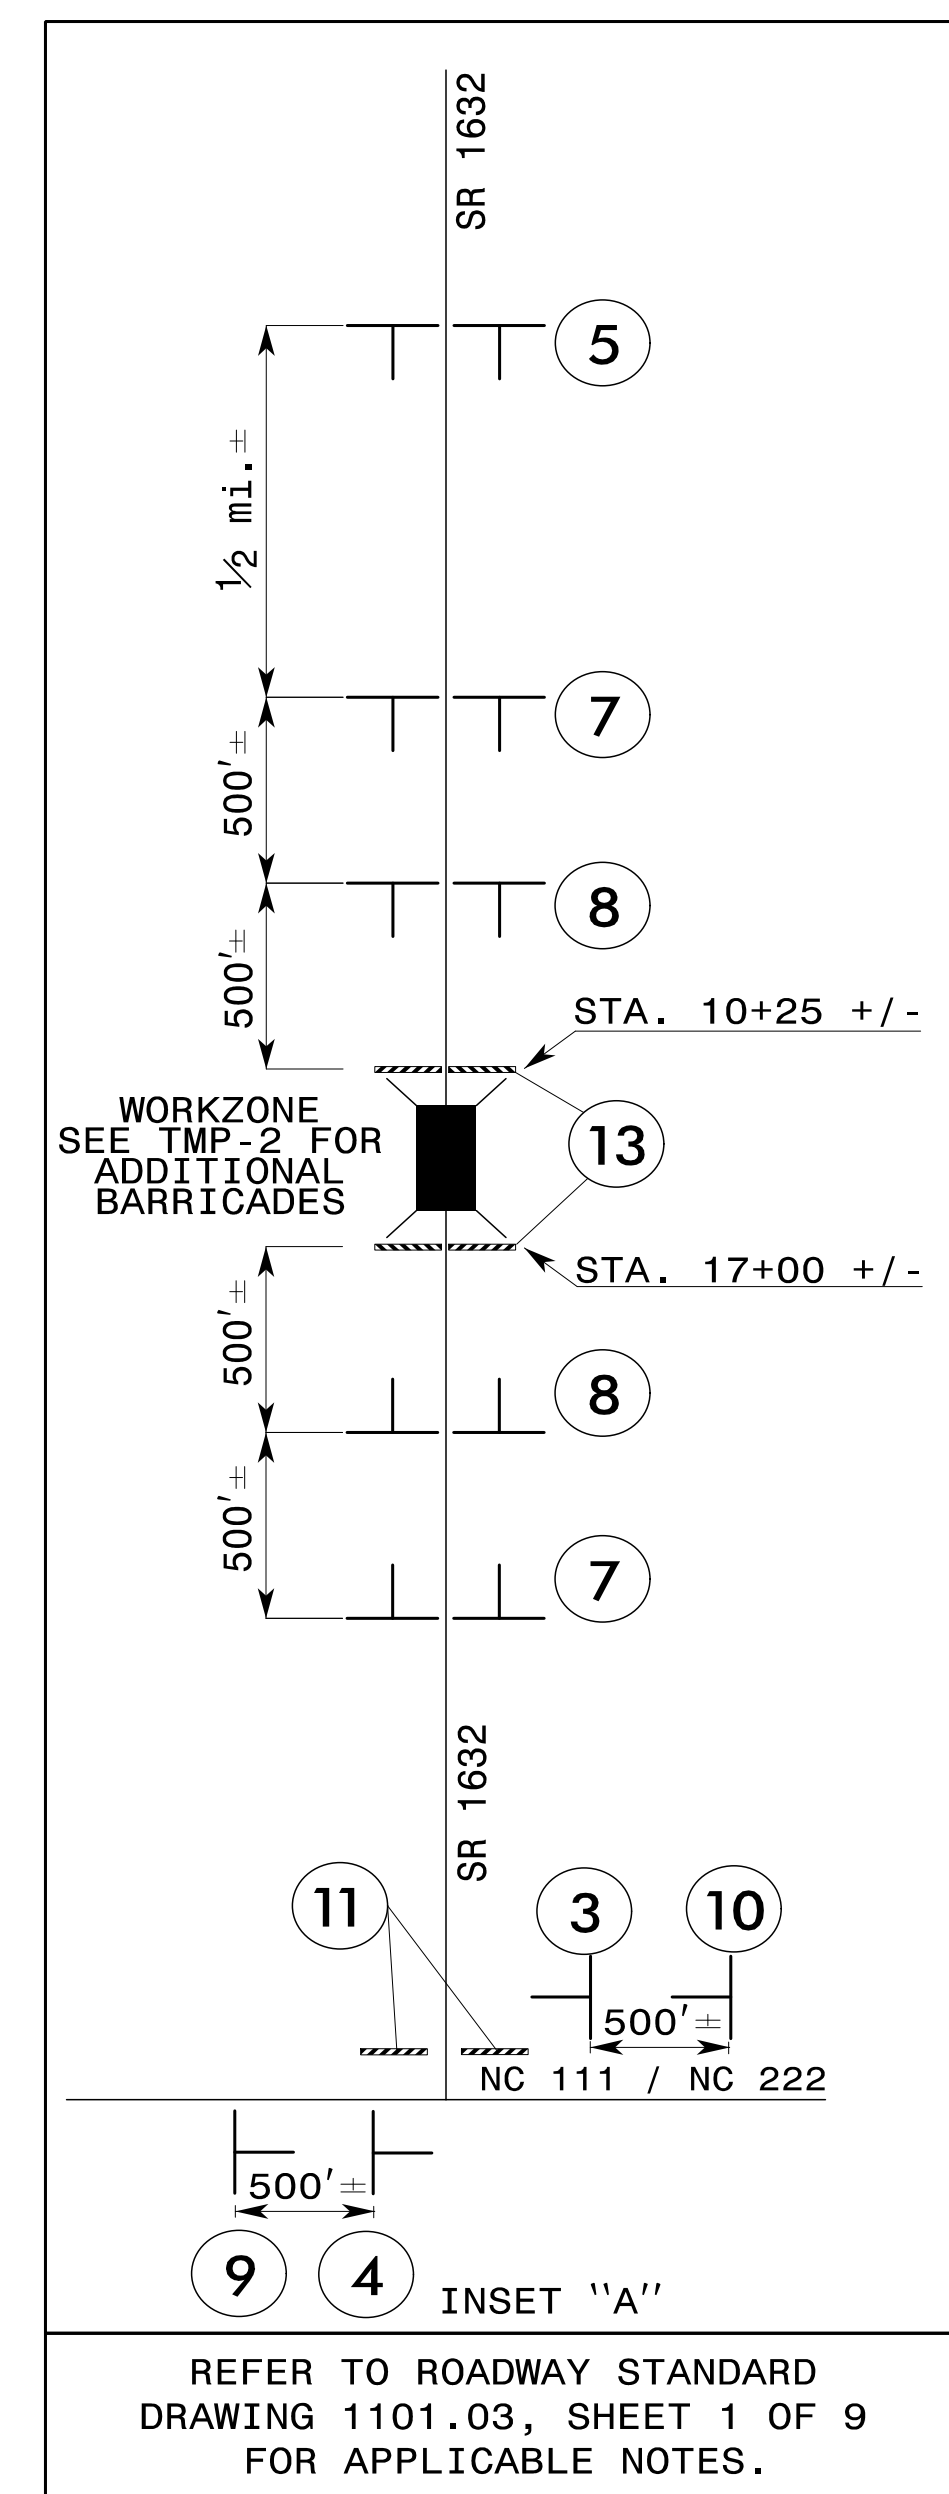 SR 1632
5
½ mi.±
7
500'±
8
500'±
STA. 10+25 +/-
WORKZONE
SEE TMP-2 FOR
ADDITIONAL
BARRICADES
13
STA. 17+00 +/-
500'±
8
500'±
7
SR 1632
11
3
10
500'±
NC 111 / NC 222
500'±
9
4
INSET "A"
REFER TO ROADWAY STANDARD
DRAWING 1101.03, SHEET 1 OF 9
FOR APPLICABLE NOTES.